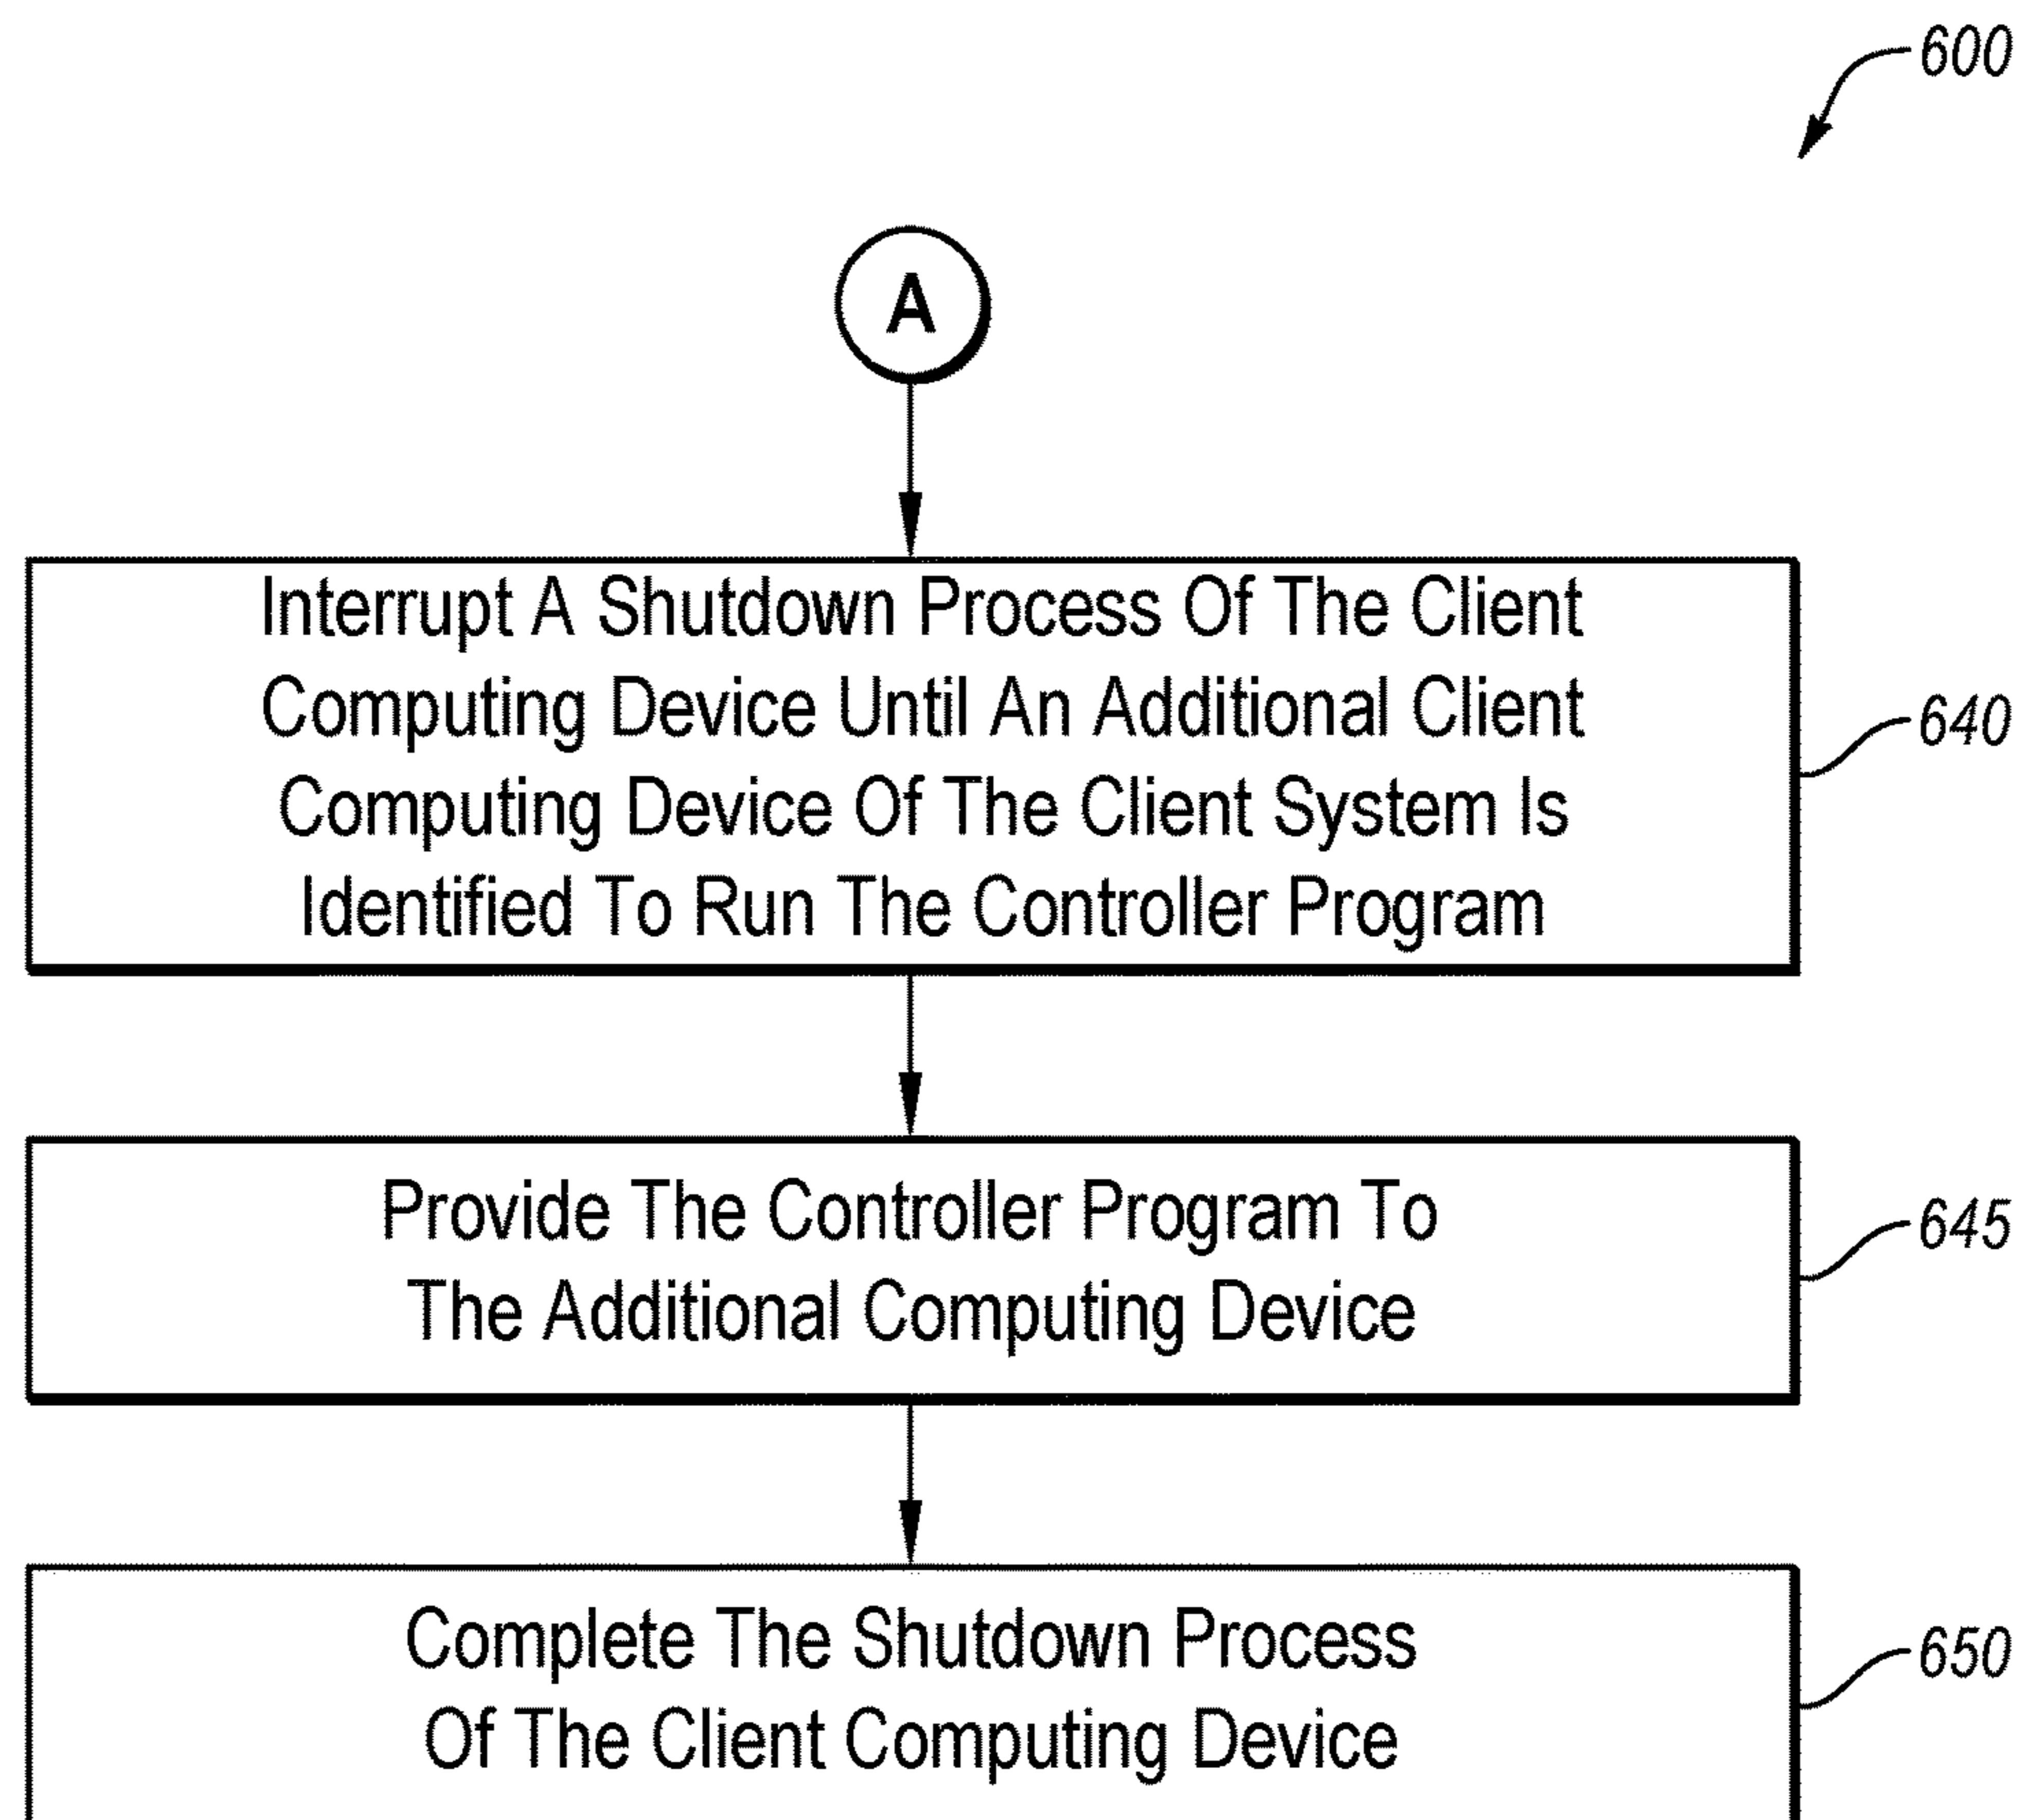 600
A
Interrupt A Shutdown Process Of The Client
Computing Device Until An Additional Client
Computing Device Of The Client System Is
Identified To Run The Controller Program
640
Provide The Controller Program To
The Additional Computing Device
645
Complete The Shutdown Process
Of The Client Computing Device
650